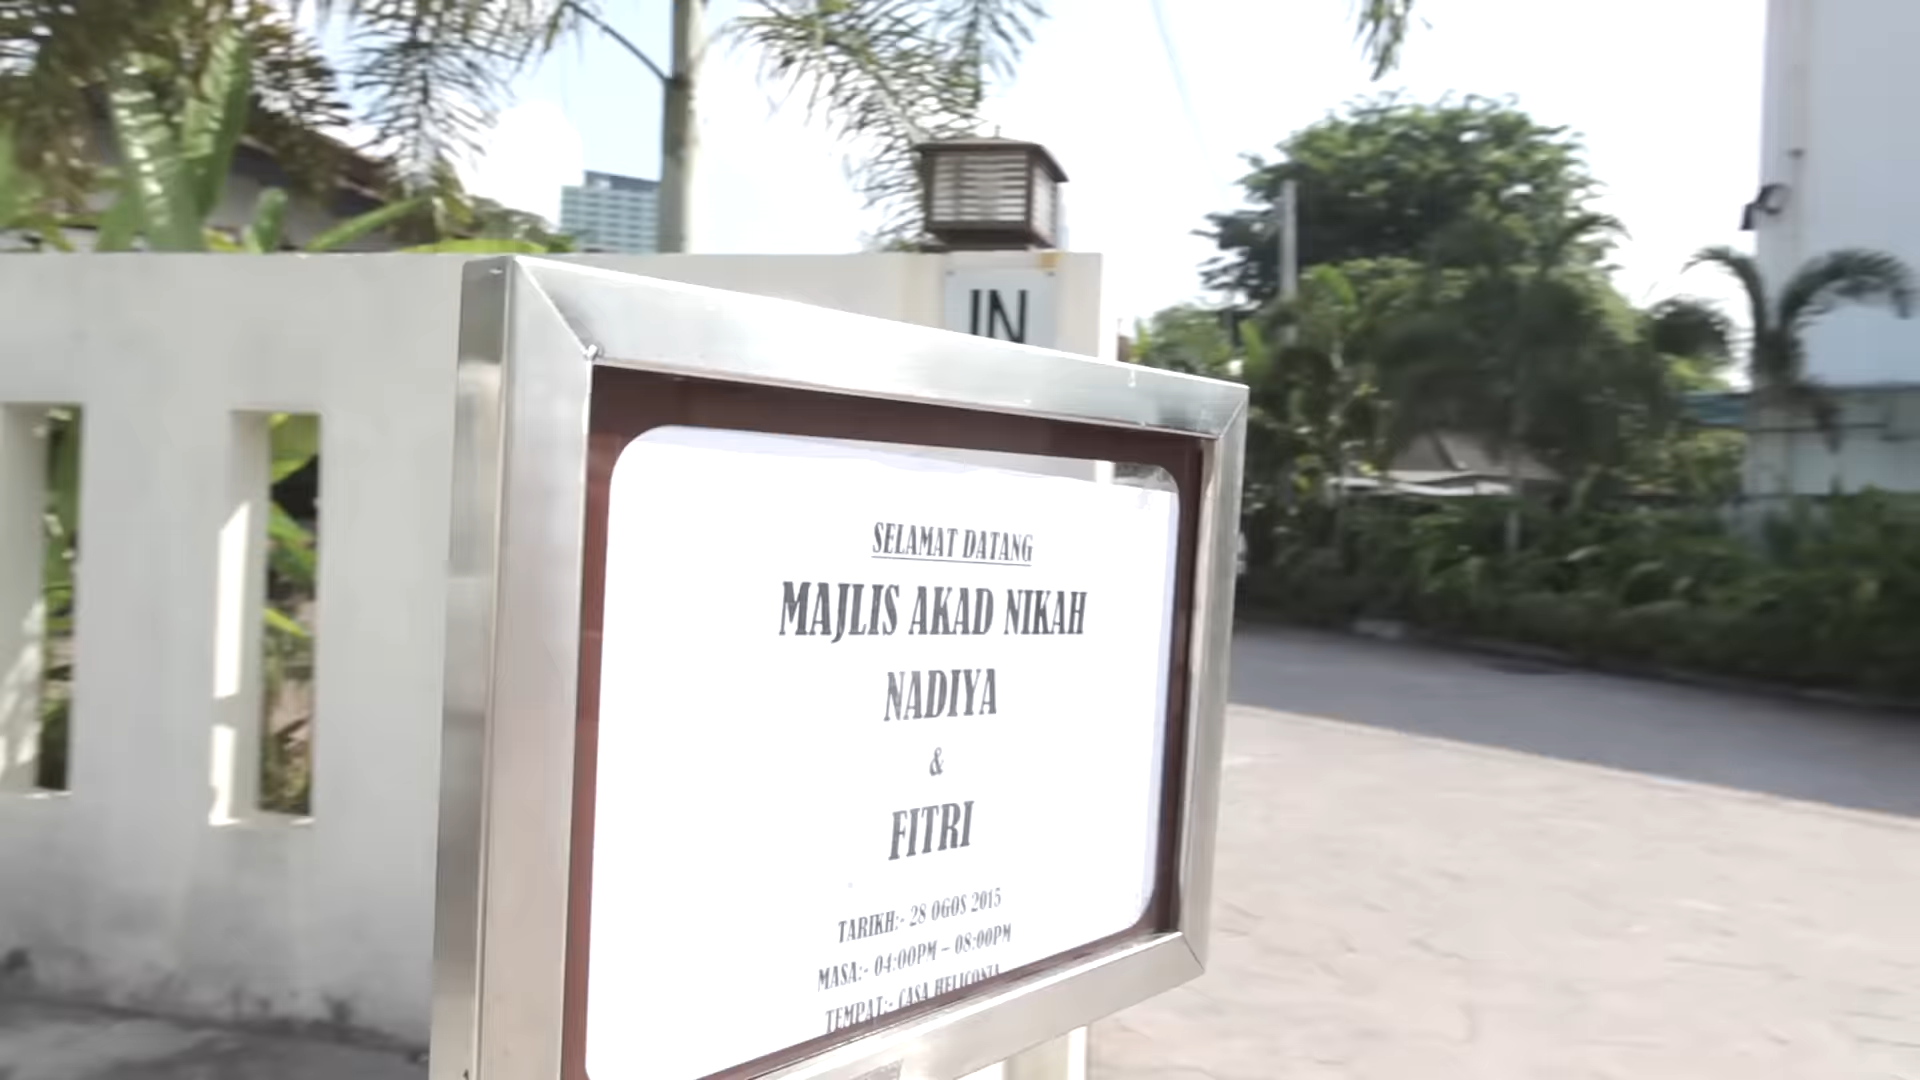 IN
SELAMAT DATANG
MAJLIS AKAD NIKAH
NADIYA
&
FITRI
TARIKH:- 28 OGOS 2015
MASA:- 04:00PM – 08:00PM
TEMPAT:- CASA HELICONIA